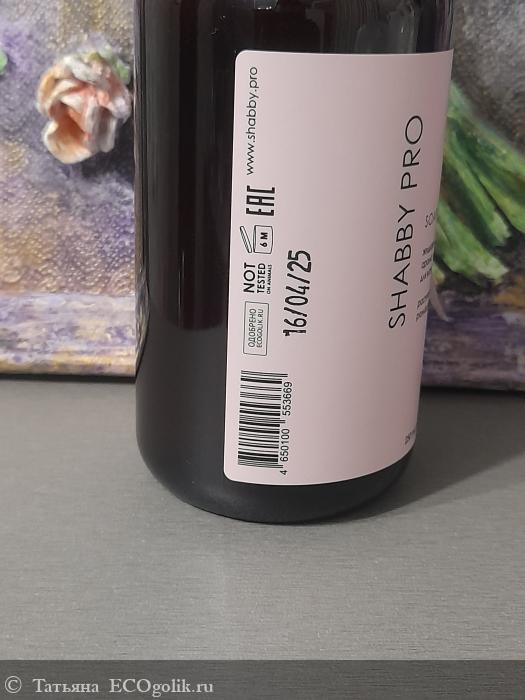 www.shabby.pro
EAC
6 M
NOT
TESTED
ON ANIMALS
ОДОБРЕНО
ECOGOLIK.RU
16/04/25
4 650100 553669
SHABBY PRO
© Татьяна ECOgolik.ru